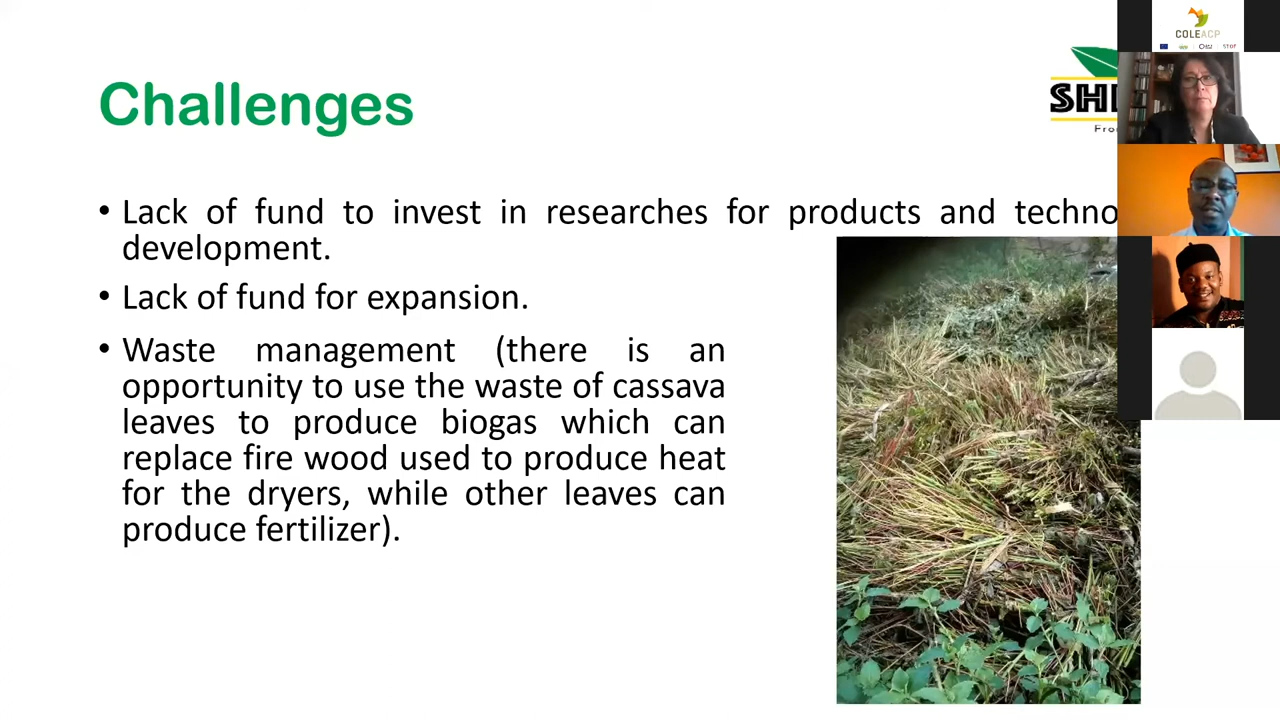 COLEACP
Challenges
• Lack of fund to invest in researches for products and
development.
• Lack of fund for expansion.
• Waste management (there is an
opportunity to use the waste of cassava
leaves to produce biogas which can
replace fire wood used to produce heat
for the dryers, while other leaves can
produce fertilizer).